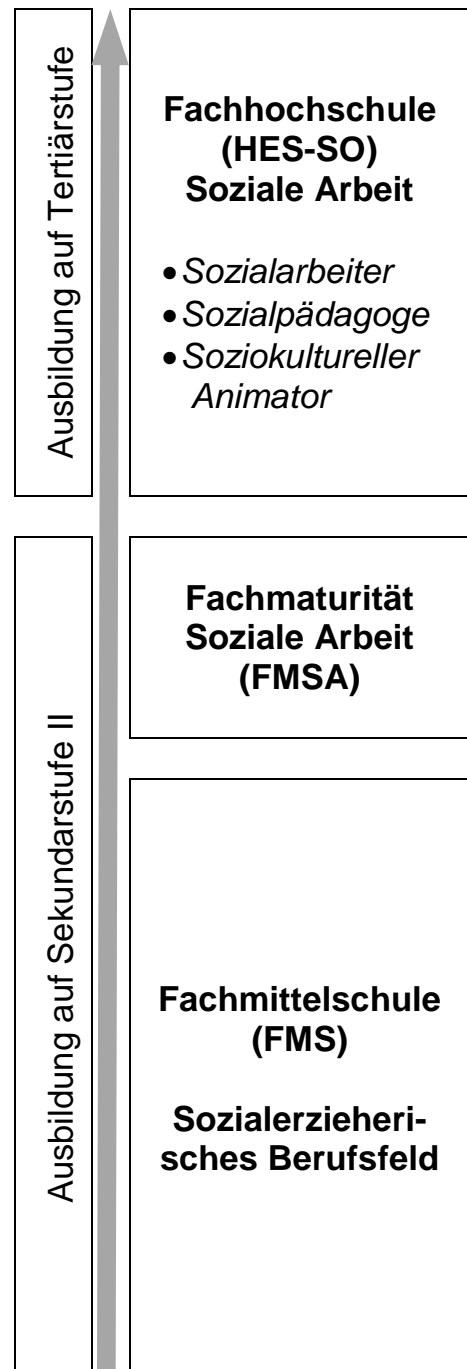 Ausbildung auf Tertiärstufe
Fachhochschule
(HES-SO)
Soziale Arbeit
• Sozialarbeiter
• Sozialpädagoge
• Soziokultureller
Animator
Ausbildung auf Sekundarstufe II
Fachmaturität
Soziale Arbeit
(FMSA)
Fachmittelschule
(FMS)
Sozialerzieheri-
sches Berufsfeld